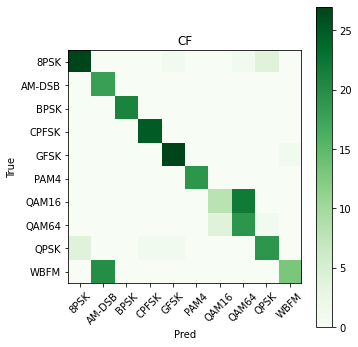 CF
True
8PSK
AM-DSB
BPSK
CPFSK
GFSK
PAM4
QAM16
QAM64
QPSK
WBFM
8PSK
AM-DSB
BPSK
CPFSK
GFSK
PAM4
QAM16
QAM64
QPSK
WBFM
Pred
25
20
15
10
5
0